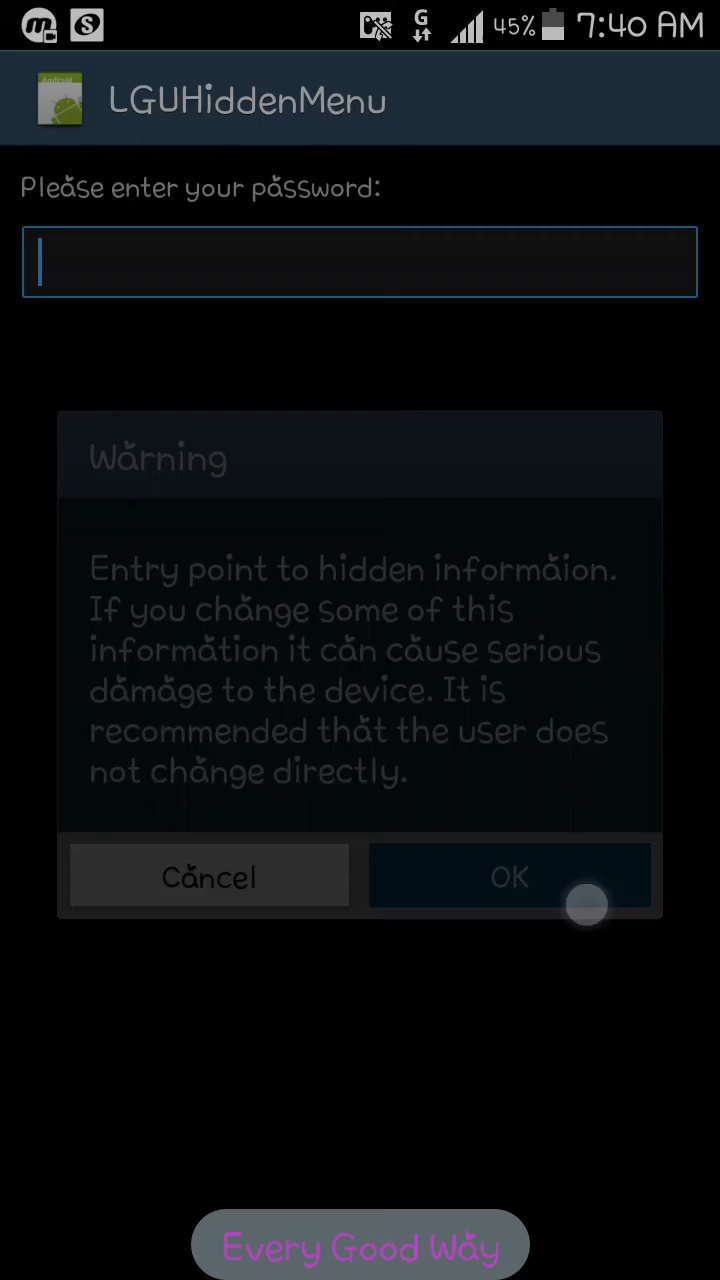 G 45% 7:40 AM
Android
LGUHiddenMenu
Please enter your password:
Warning
Entry point to hidden informaion.
If you change some of this
information it can cause serious
damage to the device. It is
recommended that the user does
not change directly.
Cancel
OK
Every Good Way